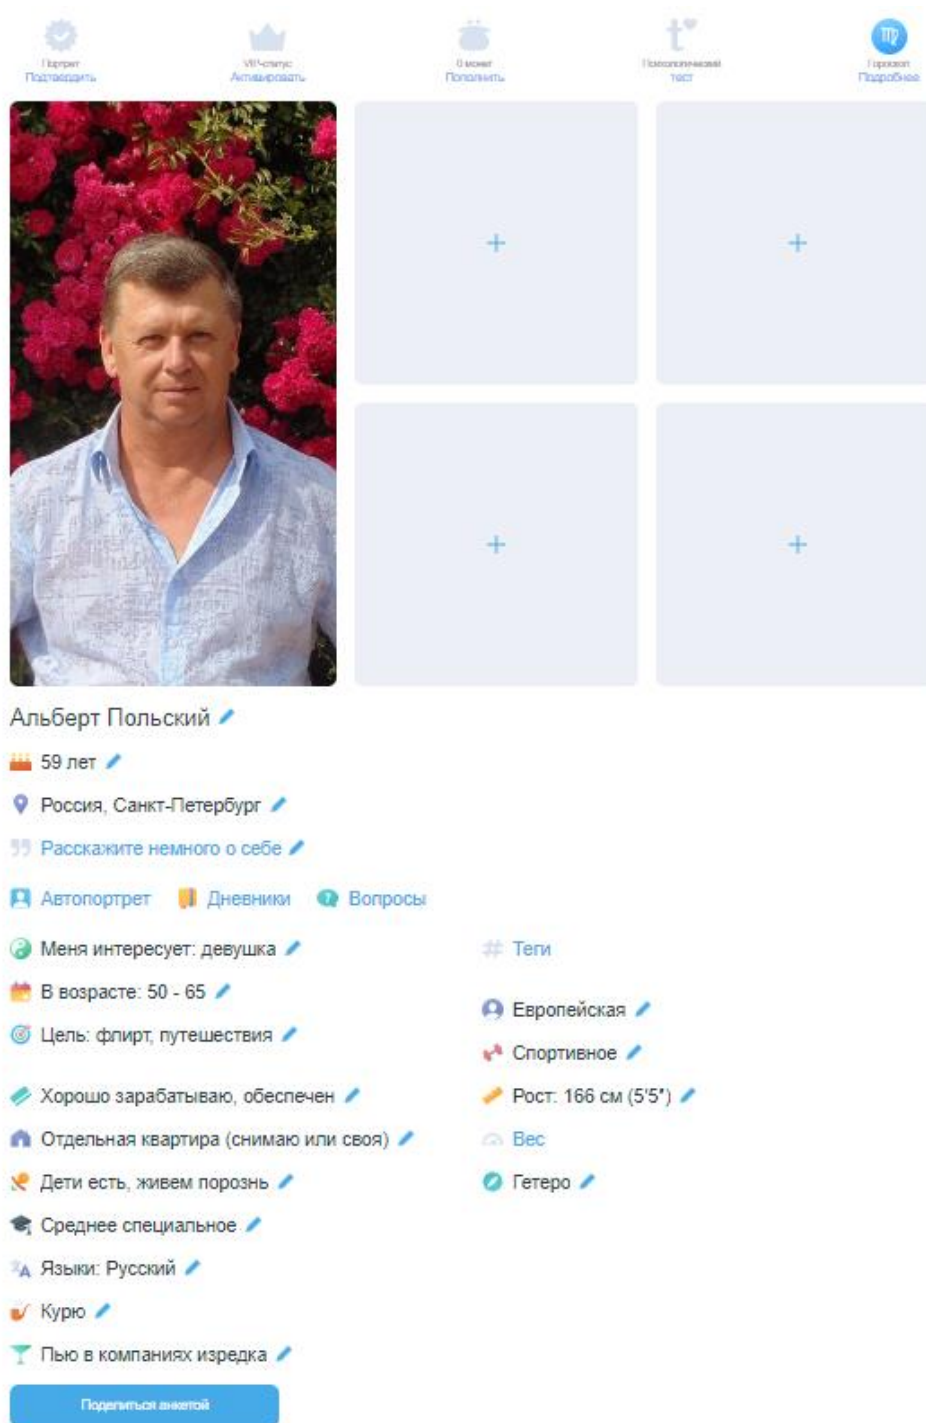 Портрет
Подтвердить
VIP-статус
Активировать
0 монет
Пополнить
Психологический
тест
Гороскоп
Подробнее
Альберт Польский
59 лет
Россия, Санкт-Петербург
Расскажите немного о себе
Автопортрет Дневники Вопросы
Меня интересует: девушка
В возрасте: 50 - 65
Цель: флирт, путешествия
Хорошо зарабатываю, обеспечен
Отдельная квартира (снимаю или своя)
Дети есть, живем порознь
Среднее специальное
Языки: Русский
Курю
Пью в компаниях изредка
Теги
Европейская
Спортивное
Рост: 166 см (5'5")
Вес
Гетеро
Поделиться анкетой